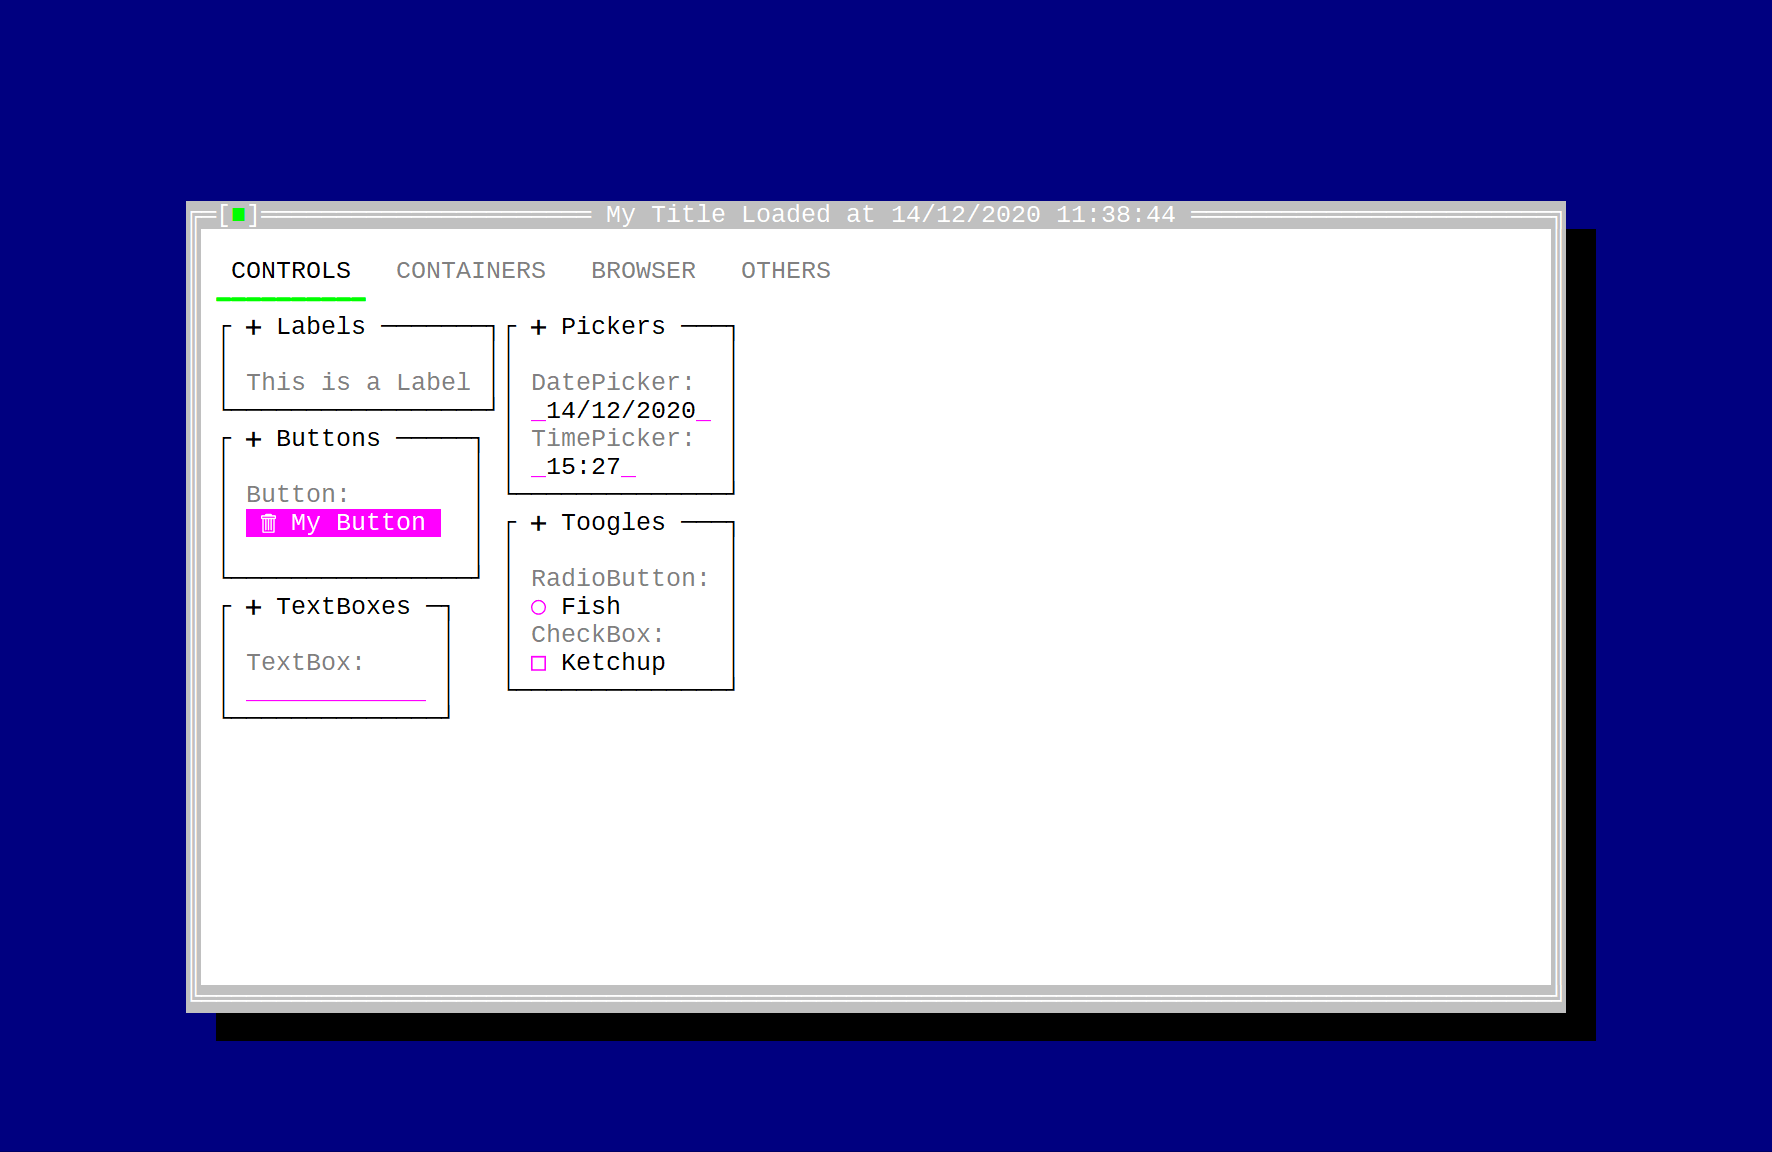 [■] My Title Loaded at 14/12/2020 11:38:44
CONTROLS CONTAINERS BROWSER OTHERS
+ Labels
This is a Label
+ Buttons
Button:
My Button
+ TextBoxes
TextBox:
+ Pickers
DatePicker:
_14/12/2020_
TimePicker:
_15:27_
+ Toogles
RadioButton:
○ Fish
CheckBox:
□ Ketchup